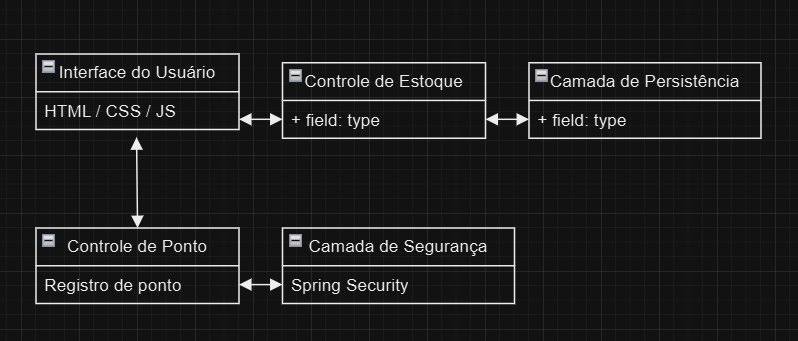 Interface do Usuário
HTML / CSS / JS
Controle de Estoque
+ field: type
Camada de Persistência
+ field: type
Controle de Ponto
Registro de ponto
Camada de Segurança
Spring Security